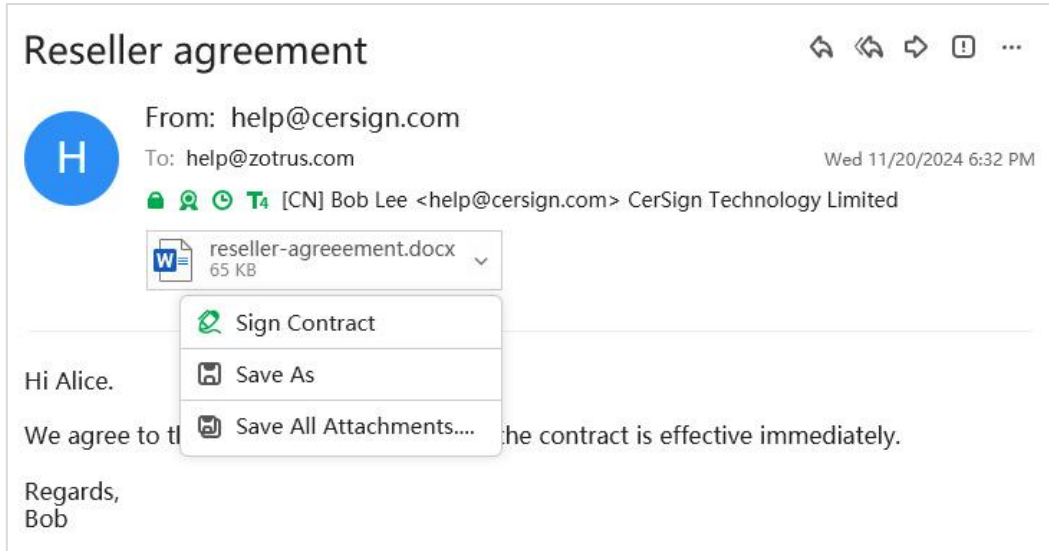 Reseller agreement
H
From: help@cersign.com
To: help@zotrus.com
Wed 11/20/2024 6:32 PM
T4 [CN] Bob Lee <help@cersign.com> CerSign Technology Limited
W
reseller-agreeement.docx
65 KB
Sign Contract
Save As
Save All Attachments....
Hi Alice.
We agree to the contract is effective immediately.
Regards,
Bob